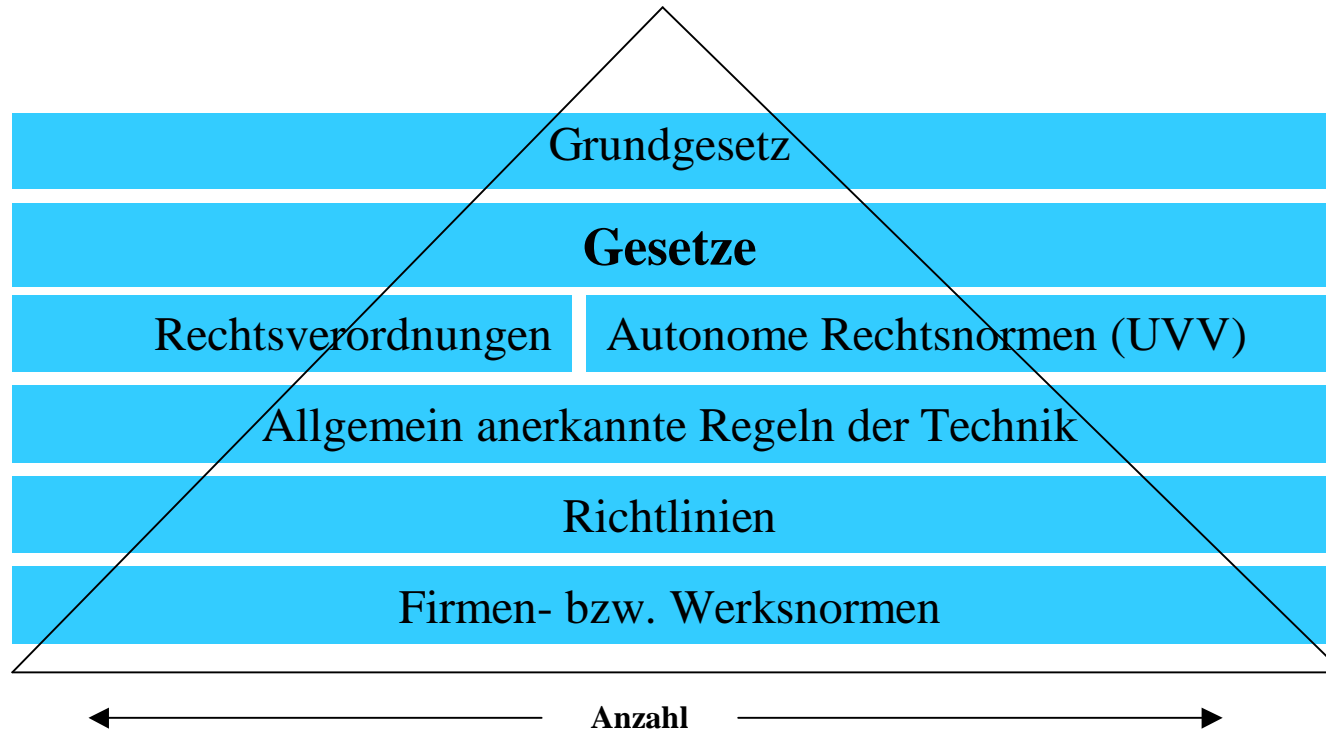 Grundgesetz
Gesetze
Rechtsverordnungen
Autonome Rechtsnormen (UVV)
Allgemein anerkannte Regeln der Technik
Richtlinien
Firmen- bzw. Werksnormen
Anzahl